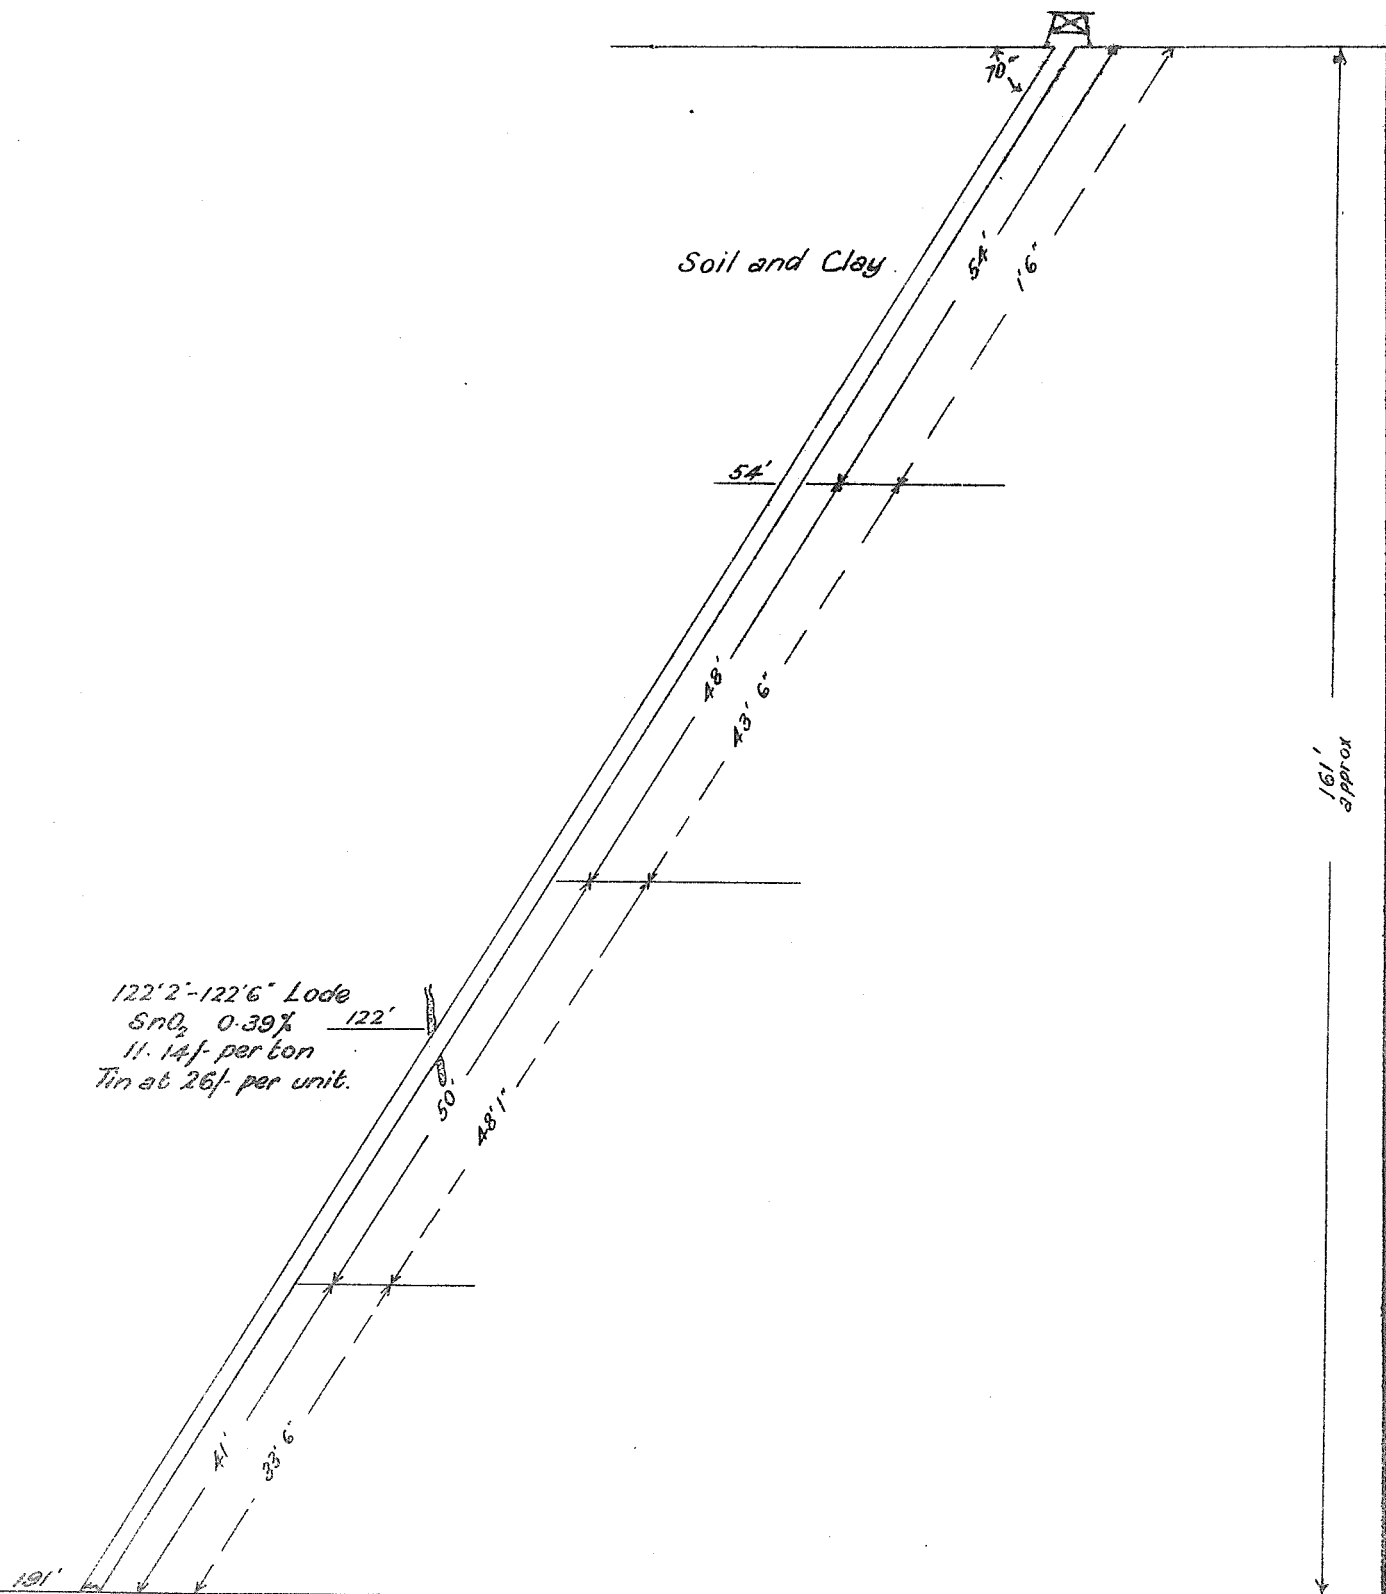 70°
Soil and Clay
54'
1'6"
54'
48'
43' 6"
161'
approx
122'2"-122'6" Lode
SnO₂ 0.39%
11.14/- per ton
Tin at 26/- per unit.
122'
50'
48'1"
41'
33' 6"
191'